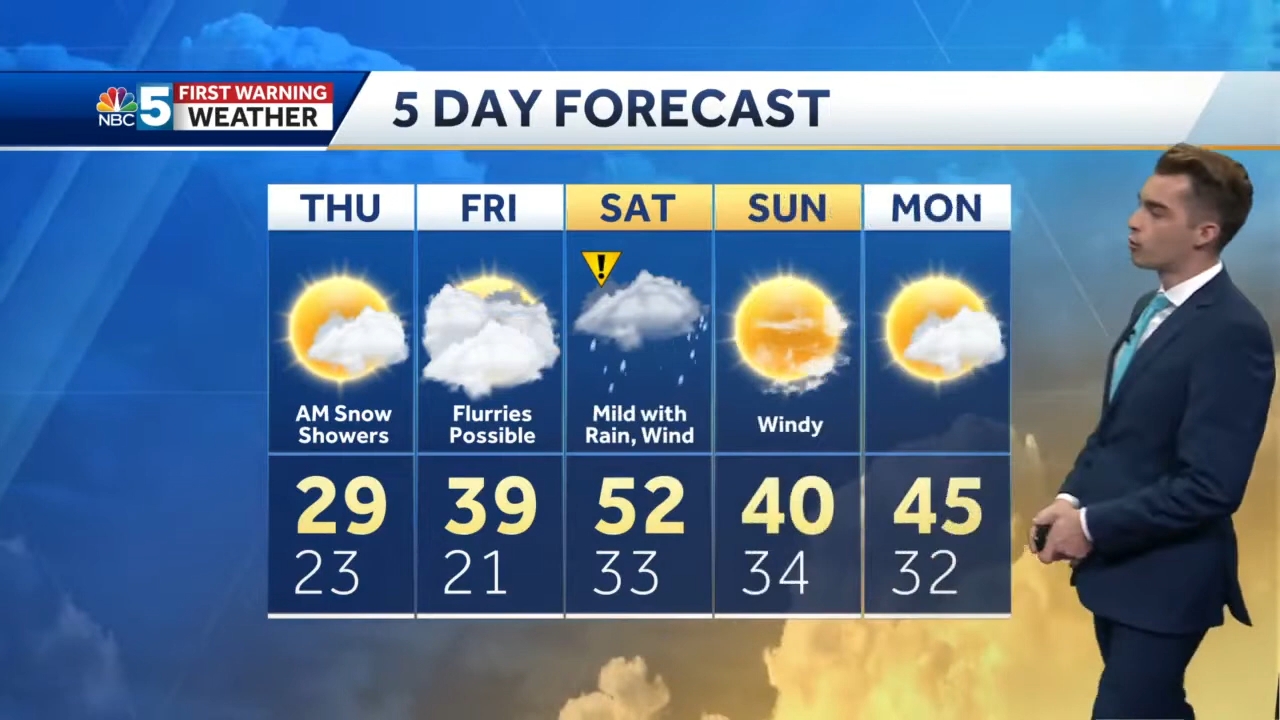 NBC 5 FIRST WARNING
WEATHER
5 DAY FORECAST
THU FRI SAT SUN MON
!
AM Snow
Showers
Flurries
Possible
Mild with
Rain, Wind
Windy
29 39 52 40 45
23 21 33 34 32